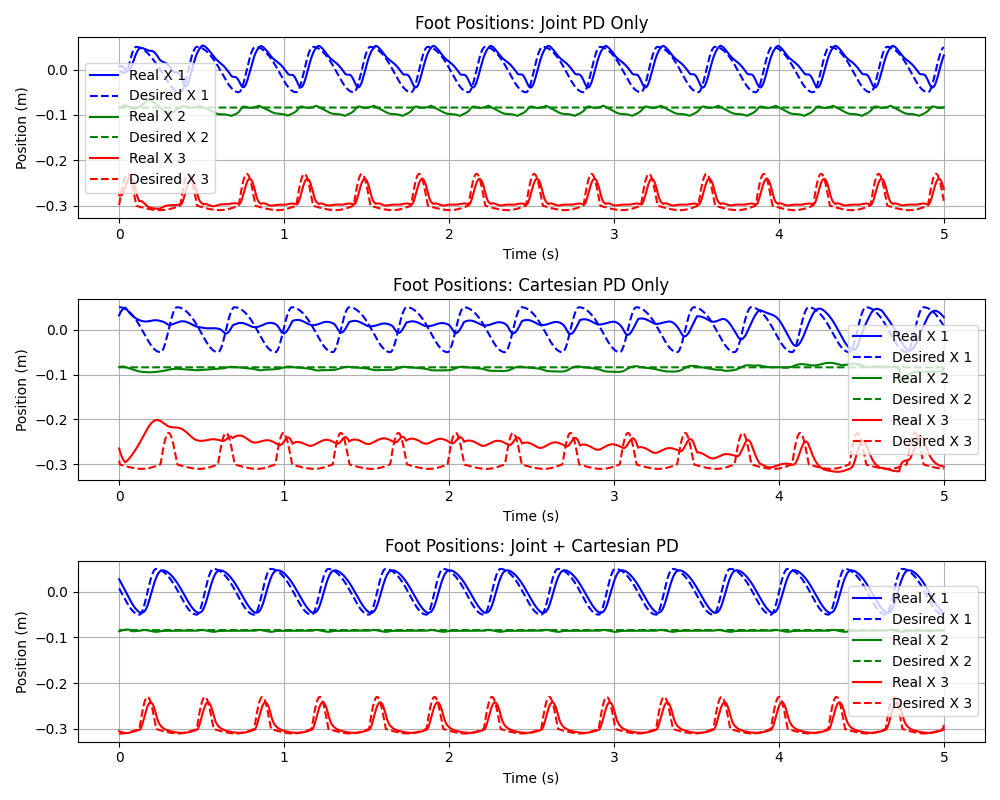 Foot Positions: Joint PD Only
Position (m)
0.0
−0.1
−0.2
−0.3
Real X 1
Desired X 1
Real X 2
Desired X 2
Real X 3
Desired X 3
0 1 2 3 4 5
Time (s)
Foot Positions: Cartesian PD Only
Position (m)
0.0
−0.1
−0.2
−0.3
Real X 1
Desired X 1
Real X 2
Desired X 2
Real X 3
Desired X 3
0 1 2 3 4 5
Time (s)
Foot Positions: Joint + Cartesian PD
Position (m)
0.0
−0.1
−0.2
−0.3
Real X 1
Desired X 1
Real X 2
Desired X 2
Real X 3
Desired X 3
0 1 2 3 4 5
Time (s)